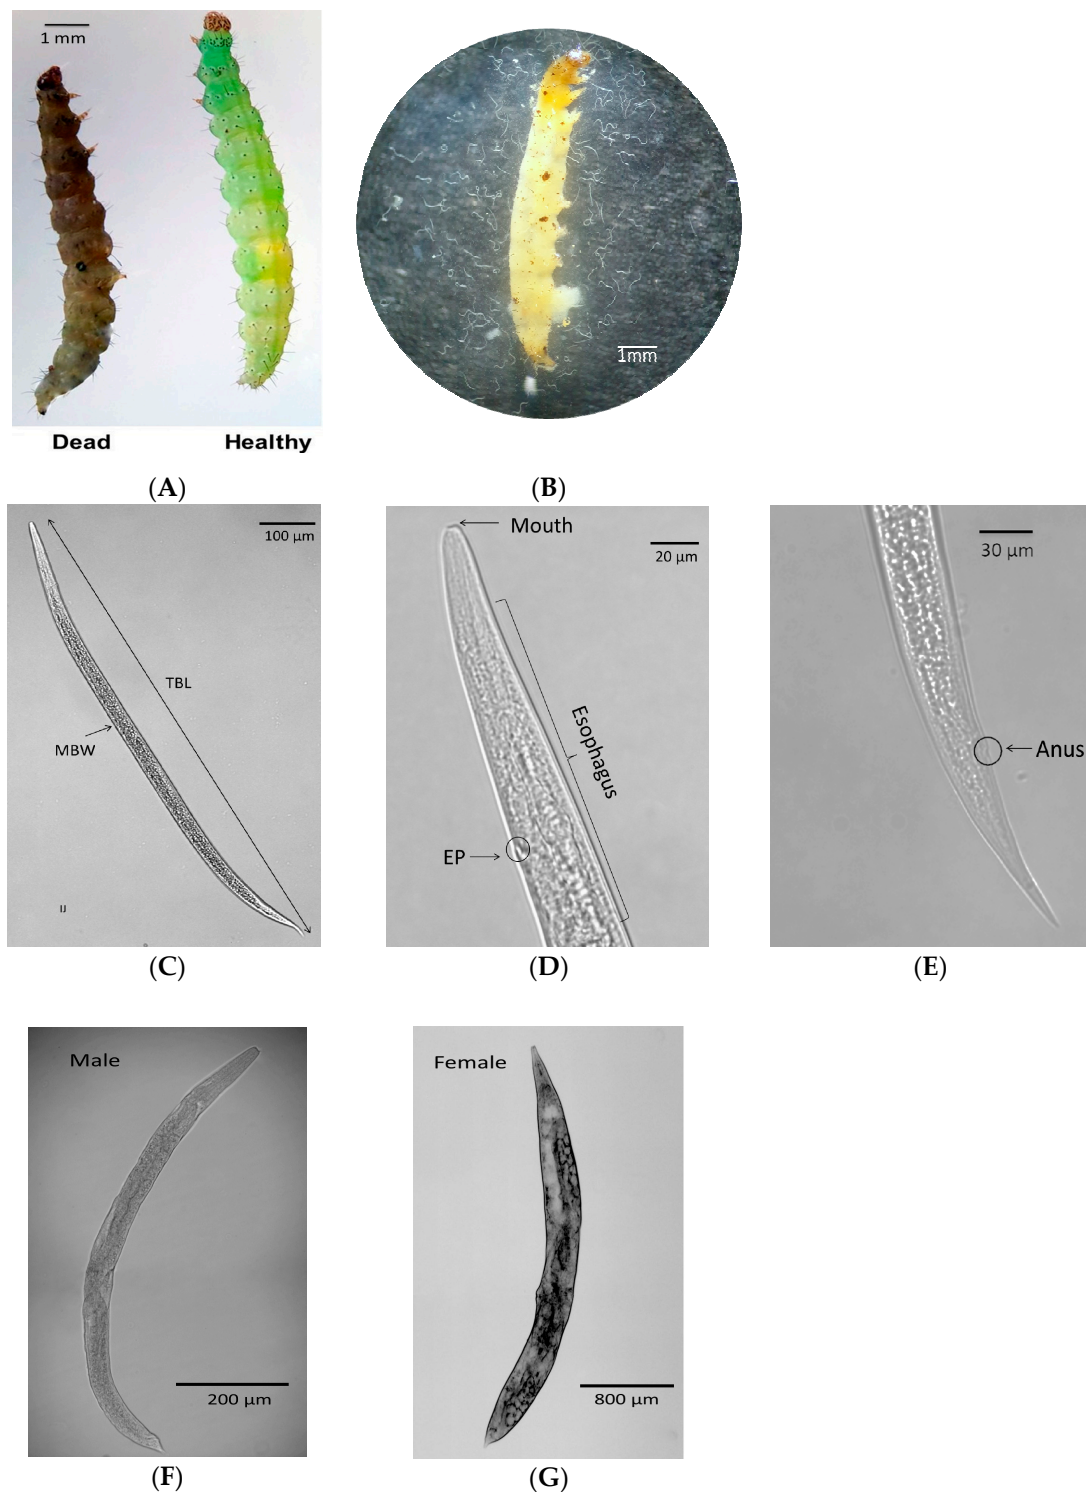 1 mm
Dead
Healthy
(A)
1mm
(B)
100 µm
TBL
MBW
IJ
(C)
Mouth
20 µm
Esophagus
EP
(D)
30 µm
Anus
(E)
Male
200 µm
(F)
Female
800 µm
(G)